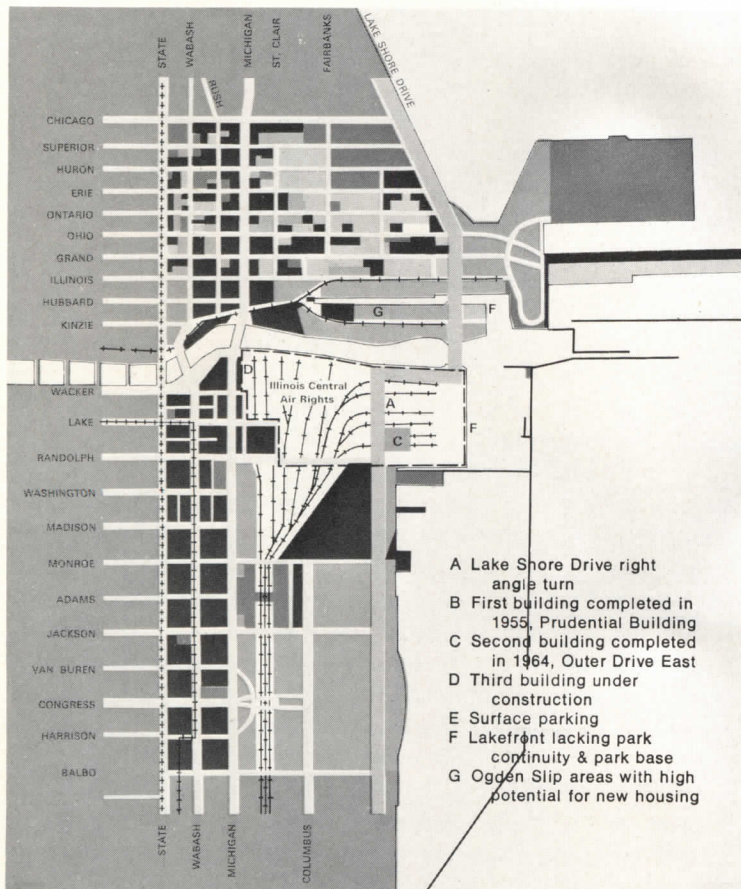 STATE
WABASH
RUSH
MICHIGAN
ST. CLAIR
FAIRBANKS
LAKE SHORE DRIVE
CHICAGO
SUPERIOR
HURON
ERIE
ONTARIO
OHIO
GRAND
ILLINOIS
HUBBARD
KINZIE
WACKER
LAKE
RANDOLPH
WASHINGTON
MADISON
MONROE
ADAMS
JACKSON
VAN BUREN
CONGRESS
HARRISON
BALBO
G
F
D
Illinois Central
Air Rights
A
F
B
C
E
A Lake Shore Drive right
angle turn
B First building completed in
1955, Prudential Building
C Second building completed
in 1964, Outer Drive East
D Third building under
construction
E Surface parking
F Lakefront lacking park
continuity & park base
G Ogden Slip areas with high
potential for new housing
STATE
WABASH
MICHIGAN
COLUMBUS